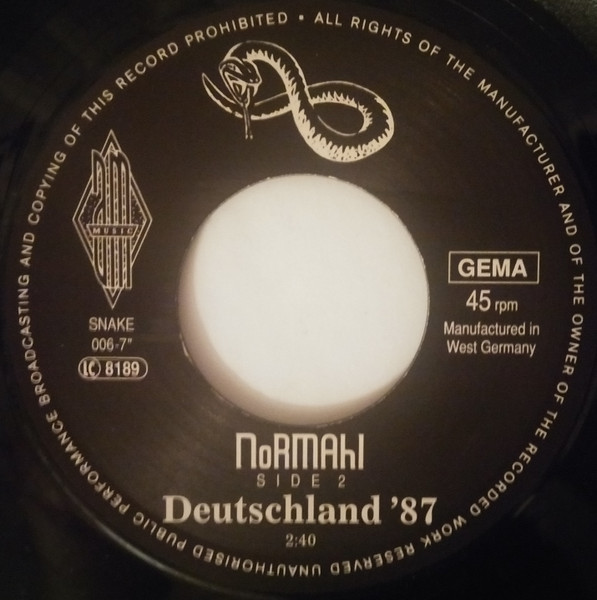 ALL RIGHTS OF THE MANUFACTURER AND OF THE OWNER OF THE RECORDED WORK RESERVED UNAUTHORISED PUBLIC PERFORMANCE BROADCASTING AND COPYING OF THIS RECORD PROHIBITED •
MUSIC
SNAKE
006-7"
LC 8189
GEMA
45 rpm
Manufactured in
West Germany
NoRMAhl
SIDE 2
Deutschland '87
2:40